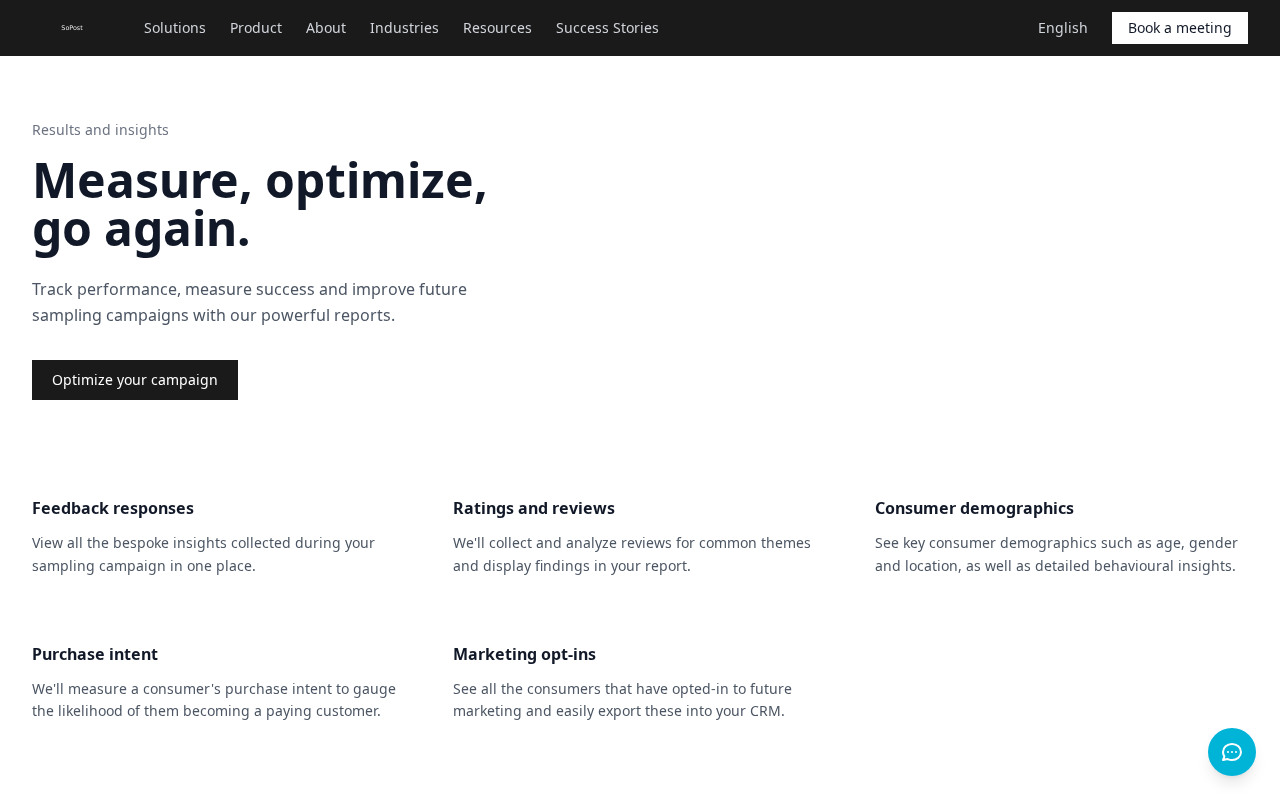 SoPost
Solutions
Product
About
Industries
Resources
Success Stories
English
Book a meeting
Results and insights
Measure, optimize,
go again.
Track performance, measure success and improve future
sampling campaigns with our powerful reports.
Optimize your campaign
Feedback responses
View all the bespoke insights collected during your
sampling campaign in one place.
Ratings and reviews
We'll collect and analyze reviews for common themes
and display findings in your report.
Consumer demographics
See key consumer demographics such as age, gender
and location, as well as detailed behavioural insights.
Purchase intent
We'll measure a consumer's purchase intent to gauge
the likelihood of them becoming a paying customer.
Marketing opt-ins
See all the consumers that have opted-in to future
marketing and easily export these into your CRM.